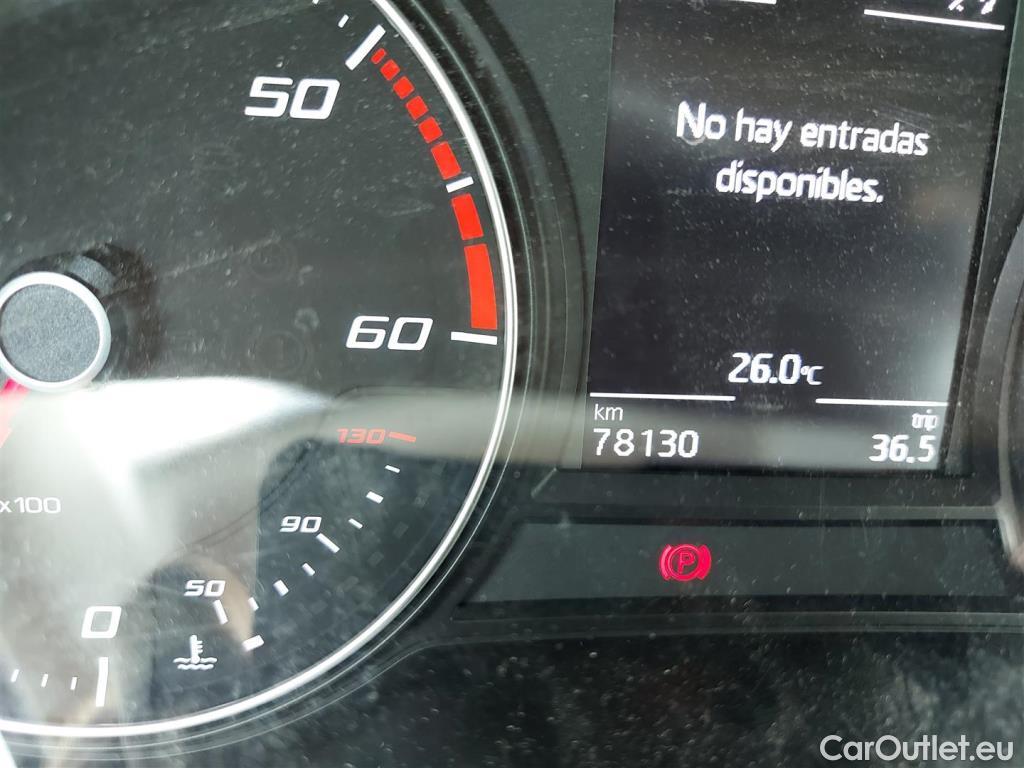 50
No hay entradas
disponibles.
60
26.0°C
km
trip
78130
36.5
130
x100
90
50
0
P
CarOutlet.eu